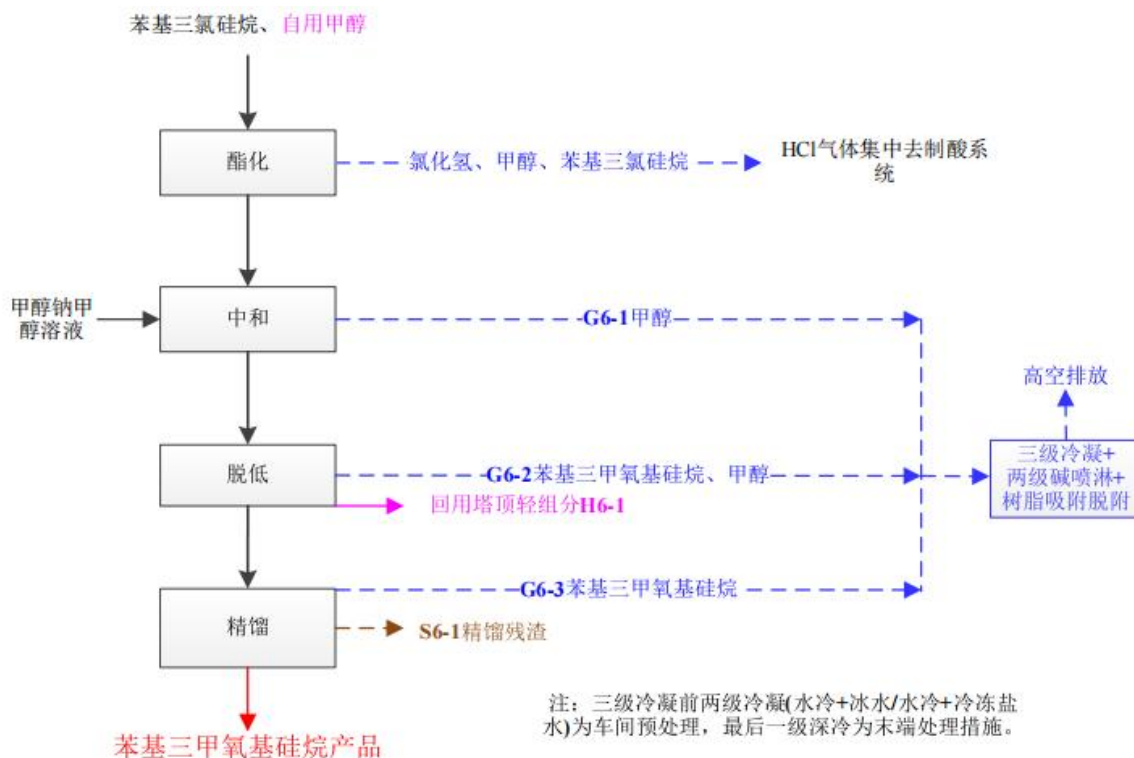 苯基三氯硅烷、自用甲醇
酯化
氯化氢、甲醇、苯基三氯硅烷
HCl气体集中去制酸系
统
甲醇钠甲
醇溶液
中和
G6-1甲醇
高空排放
脱低
G6-2苯基三甲氧基硅烷、甲醇
三级冷凝+
两级碱喷淋+
树脂吸附脱附
回用塔顶轻组分H6-1
G6-3苯基三甲氧基硅烷
精馏
S6-1精馏残渣
注：三级冷凝前两级冷凝(水冷+冰水/水冷+冷冻盐
水)为车间预处理，最后一级深冷为末端处理措施。
苯基三甲氧基硅烷产品